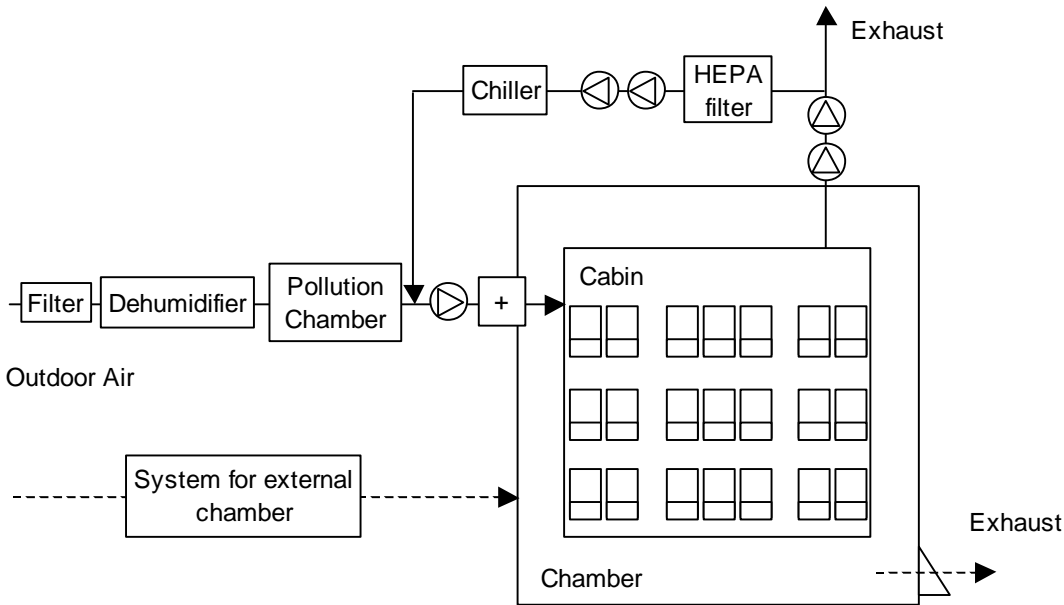 Exhaust
HEPA
filter
Chiller
Cabin
Pollution
Chamber
+
Filter
Dehumidifier
Outdoor Air
System for external
chamber
Exhaust
Chamber